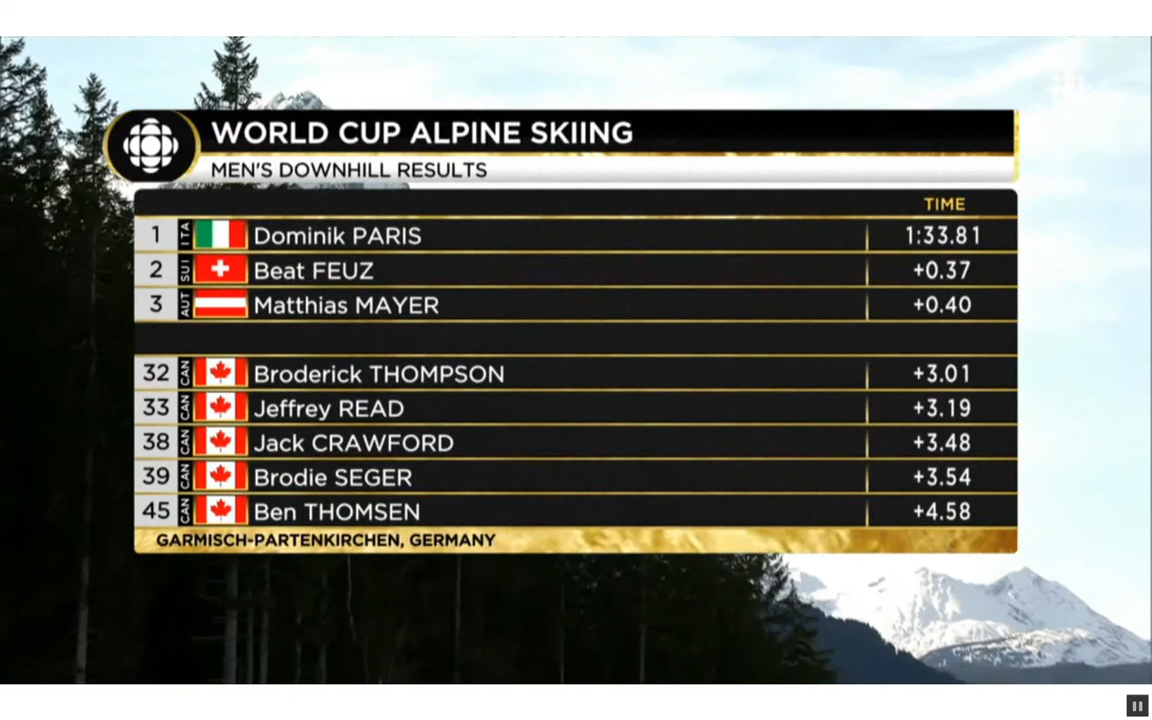 WORLD CUP ALPINE SKIING
MEN'S DOWNHILL RESULTS
TIME
1 ITA Dominik PARIS 1:33.81
2 SUI Beat FEUZ +0.37
3 AUT Matthias MAYER +0.40
32 CAN Broderick THOMPSON +3.01
33 CAN Jeffrey READ +3.19
38 CAN Jack CRAWFORD +3.48
39 CAN Brodie SEGER +3.54
45 CAN Ben THOMSEN +4.58
GARMISCH-PARTENKIRCHEN, GERMANY